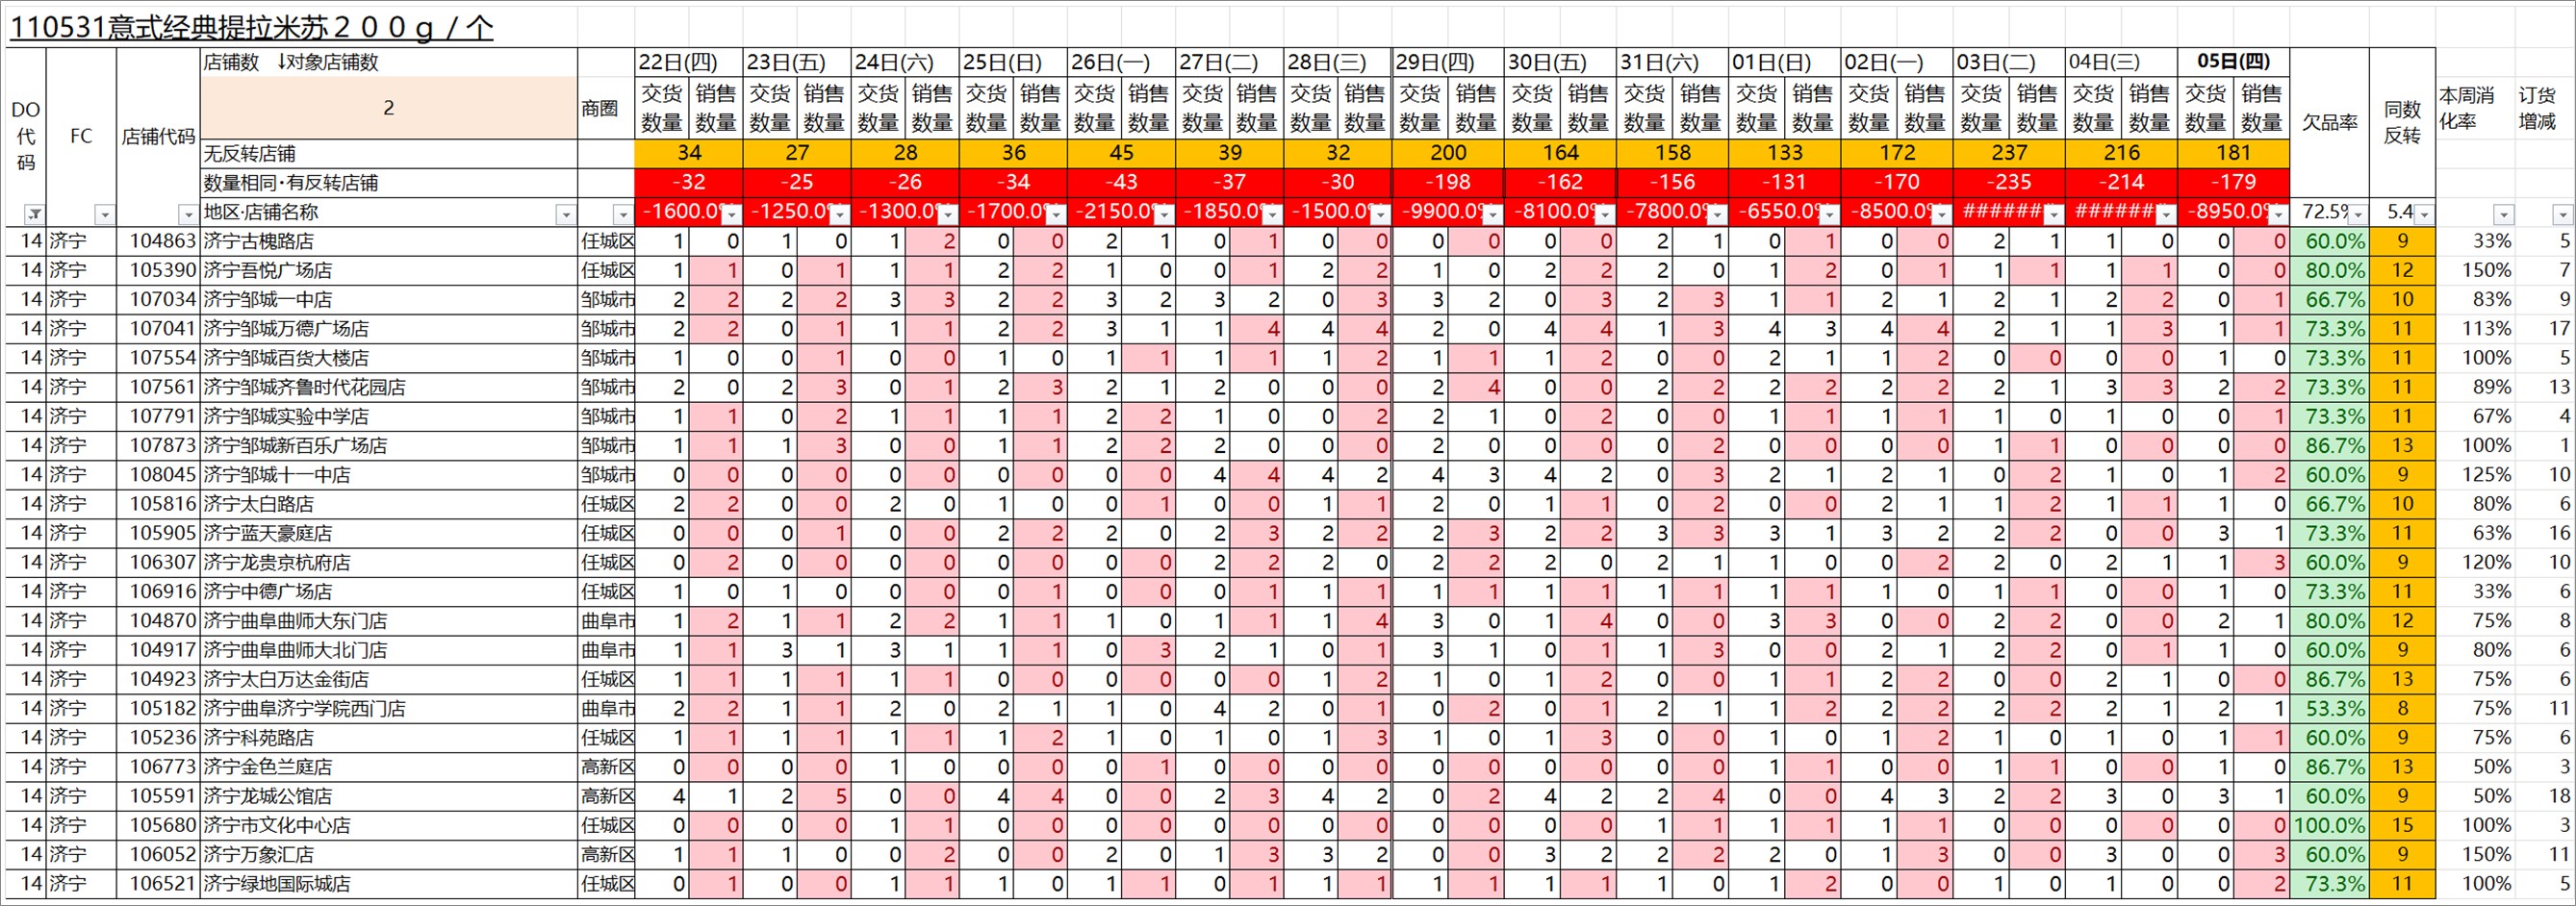 110531意式经典提拉米苏２００ｇ／个
DO代码 FC 店铺代码 店铺数 ↓对象店铺数 商圈 22日(四) 23日(五) 24日(六) 25日(日) 26日(一) 27日(二) 28日(三) 29日(四) 30日(五) 31日(六) 01日(日) 02日(一) 03日(二) 04日(三) 05日(四) 欠品率 同数反转 本周消化率 订货增减
2 交货数量 销售数量 交货数量 销售数量 交货数量 销售数量 交货数量 销售数量 交货数量 销售数量 交货数量 销售数量 交货数量 销售数量 交货数量 销售数量 交货数量 销售数量 交货数量 销售数量 交货数量 销售数量 交货数量 销售数量 交货数量 销售数量 交货数量 销售数量 交货数量 销售数量
无反转店铺 34 27 28 36 45 39 32 200 164 158 133 172 237 216 181
数量相同·有反转店铺 -32 -25 -26 -34 -43 -37 -30 -198 -162 -156 -131 -170 -235 -214 -179
地区·店铺名称 -1600.0% -1250.0% -1300.0% -1700.0% -2150.0% -1850.0% -1500.0% -9900.0% -8100.0% -7800.0% -6550.0% -8500.0% ####### ####### -8950.0% 72.5% 5.4
14 济宁 104863 济宁古槐路店 任城区 1 0 1 0 1 2 0 0 2 1 0 1 0 0 0 0 0 0 2 1 0 1 0 0 2 1 1 0 0 0 60.0% 9 33% 5
14 济宁 105390 济宁吾悦广场店 任城区 1 1 0 1 1 1 2 2 1 0 0 1 2 2 1 0 2 2 2 0 1 2 0 1 1 1 1 1 0 0 80.0% 12 150% 7
14 济宁 107034 济宁邹城一中店 邹城市 2 2 2 2 3 3 2 2 3 2 3 2 0 3 3 2 0 3 2 3 1 1 2 1 2 1 2 2 0 1 66.7% 10 83% 9
14 济宁 107041 济宁邹城万德广场店 邹城市 2 2 0 1 1 1 2 2 3 1 1 4 4 4 2 0 4 4 1 3 4 3 4 4 2 1 1 3 1 1 73.3% 11 113% 17
14 济宁 107554 济宁邹城百货大楼店 邹城市 1 0 0 1 0 0 1 0 1 1 1 1 1 2 1 1 1 2 0 0 2 1 1 2 0 0 0 0 1 0 73.3% 11 100% 5
14 济宁 107561 济宁邹城齐鲁时代花园店 邹城市 2 0 2 3 0 1 2 3 2 1 2 0 0 0 2 4 0 0 2 2 2 2 2 2 2 1 3 3 2 2 73.3% 11 89% 13
14 济宁 107791 济宁邹城实验中学店 邹城市 1 1 0 2 1 1 1 1 2 2 1 0 0 2 2 1 0 2 0 0 1 1 1 1 1 0 1 0 0 1 73.3% 11 67% 4
14 济宁 107873 济宁邹城新百乐广场店 邹城市 1 1 1 3 0 0 1 1 2 2 2 0 0 0 2 0 0 0 0 2 0 0 0 0 1 1 0 0 0 0 86.7% 13 100% 1
14 济宁 108045 济宁邹城十一中店 邹城市 0 0 0 0 0 0 0 0 0 0 4 4 4 2 4 3 4 2 0 3 2 1 2 1 0 2 1 0 1 2 60.0% 9 125% 10
14 济宁 105816 济宁太白路店 任城区 2 2 0 0 2 0 1 0 0 1 0 0 1 1 2 0 1 1 0 2 0 0 2 1 1 2 1 1 1 0 66.7% 10 80% 6
14 济宁 105905 济宁蓝天豪庭店 任城区 0 0 0 1 0 0 2 2 2 0 2 3 2 2 2 3 2 2 3 3 3 1 3 2 2 2 0 0 3 1 73.3% 11 63% 16
14 济宁 106307 济宁龙贵京杭府店 任城区 0 2 0 0 0 0 0 0 0 0 2 2 2 0 2 2 2 0 2 1 1 0 0 2 2 0 2 1 1 3 60.0% 9 120% 10
14 济宁 106916 济宁中德广场店 任城区 1 0 1 0 0 0 0 1 0 0 0 1 1 1 1 1 1 1 1 1 1 1 1 0 1 1 0 0 1 0 73.3% 11 33% 6
14 济宁 104870 济宁曲阜曲师大东门店 曲阜市 1 2 1 1 2 2 1 1 1 0 1 1 1 4 3 0 1 4 0 0 3 3 0 0 2 2 0 0 2 1 80.0% 12 75% 8
14 济宁 104917 济宁曲阜曲师大北门店 曲阜市 1 1 3 1 3 1 1 1 0 3 2 1 0 1 3 1 0 1 1 3 0 0 2 1 2 2 0 1 1 0 60.0% 9 80% 6
14 济宁 104923 济宁太白万达金街店 任城区 1 1 1 1 1 1 0 0 0 0 0 0 1 2 1 0 1 2 0 0 1 1 2 2 0 0 2 1 0 0 86.7% 13 75% 6
14 济宁 105182 济宁曲阜济宁学院西门店 曲阜市 2 2 1 1 2 0 2 1 1 0 4 2 0 1 0 2 0 1 2 1 1 2 2 2 2 2 2 1 2 1 53.3% 8 75% 11
14 济宁 105236 济宁科苑路店 任城区 1 1 1 1 1 1 1 2 1 0 1 0 1 3 1 0 1 3 0 0 1 0 1 2 1 0 1 0 1 1 60.0% 9 75% 6
14 济宁 106773 济宁金色兰庭店 高新区 0 0 0 0 1 0 0 0 0 1 0 0 0 0 0 0 0 0 0 0 1 1 0 0 1 1 0 0 1 0 86.7% 13 50% 3
14 济宁 105591 济宁龙城公馆店 高新区 4 1 2 5 0 0 4 4 0 0 2 3 4 2 0 2 4 2 2 4 0 0 4 3 2 2 3 0 3 1 60.0% 9 50% 18
14 济宁 105680 济宁市文化中心店 任城区 0 0 0 0 1 1 0 0 0 0 0 0 0 0 0 0 0 0 1 1 1 1 1 1 0 0 0 0 0 0 100.0% 15 100% 3
14 济宁 106052 济宁万象汇店 高新区 1 1 1 0 0 2 0 0 2 0 1 3 3 2 0 0 3 2 2 2 2 0 1 3 0 0 3 0 0 3 60.0% 9 150% 11
14 济宁 106521 济宁绿地国际城店 任城区 0 1 0 0 1 1 1 0 1 1 0 1 1 1 1 1 1 1 1 0 1 2 0 0 1 0 1 0 0 2 73.3% 11 100% 5